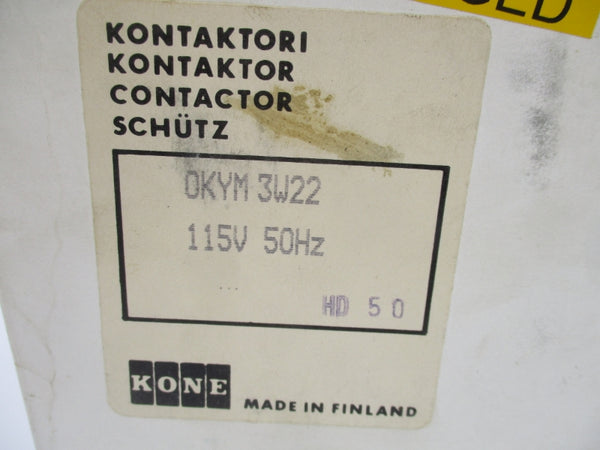 KONTAKTORI
KONTAKTOR
CONTACTOR
SCHÜTZ
OKYM 3W22
115V 50Hz
...
HD 50
KONE
MADE IN FINLAND